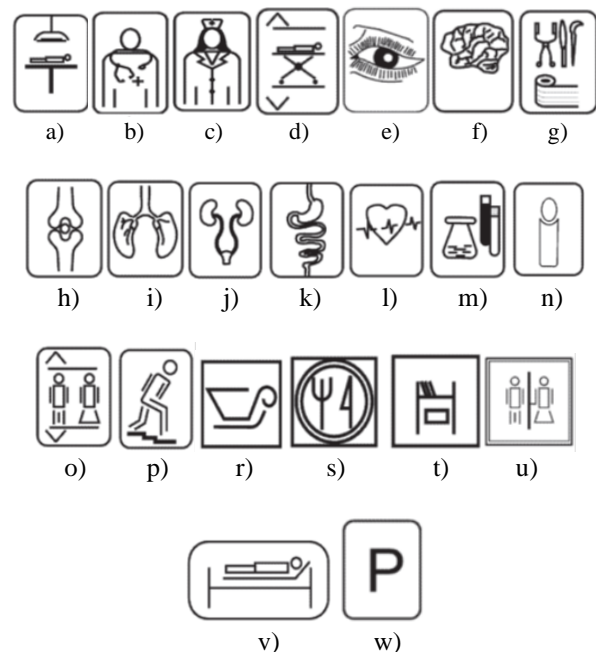 a) b) c) d) e) f) g)
h) i) j) k) l) m) n)
o) p) r) s) t) u)
P
v) w)